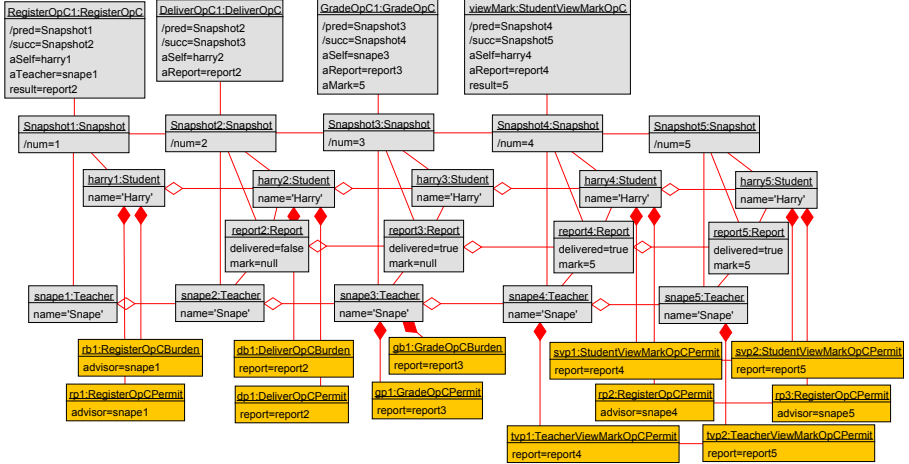 RegisterOpC1:RegisterOpC
/pred=Snapshot1
/succ=Snapshot2
aSelf=harry1
aTeacher=snape1
result=report2
DeliverOpC1:DeliverOpC
/pred=Snapshot2
/succ=Snapshot3
aSelf=harry2
aReport=report2
GradeOpC1:GradeOpC
/pred=Snapshot3
/succ=Snapshot4
aSelf=snape3
aReport=report3
aMark=5
viewMark:StudentViewMarkOpC
/pred=Snapshot4
/succ=Snapshot5
aSelf=harry4
aReport=report4
result=5
Snapshot1:Snapshot
/num=1
Snapshot2:Snapshot
/num=2
Snapshot3:Snapshot
/num=3
Snapshot4:Snapshot
/num=4
Snapshot5:Snapshot
/num=5
harry1:Student
name='Harry'
harry2:Student
name='Harry'
harry3:Student
name='Harry'
harry4:Student
name='Harry'
harry5:Student
name='Harry'
report2:Report
delivered=false
mark=null
report3:Report
delivered=true
mark=null
report4:Report
delivered=true
mark=5
report5:Report
delivered=true
mark=5
snape1:Teacher
name='Snape'
snape2:Teacher
name='Snape'
snape3:Teacher
name='Snape'
snape4:Teacher
name='Snape'
snape5:Teacher
name='Snape'
rb1:RegisterOpCBurden
advisor=snape1
db1:DeliverOpCBurden
report=report2
gb1:GradeOpCBurden
report=report3
svp1:StudentViewMarkOpCPermit
report=report4
svp2:StudentViewMarkOpCPermit
report=report5
rp1:RegisterOpCPermit
advisor=snape1
dp1:DeliverOpCPermit
report=report2
gp1:GradeOpCPermit
report=report3
rp2:RegisterOpCPermit
advisor=snape4
rp3:RegisterOpCPermit
advisor=snape5
tvp1:TeacherViewMarkOpCPermit
report=report4
tvp2:TeacherViewMarkOpCPermit
report=report5